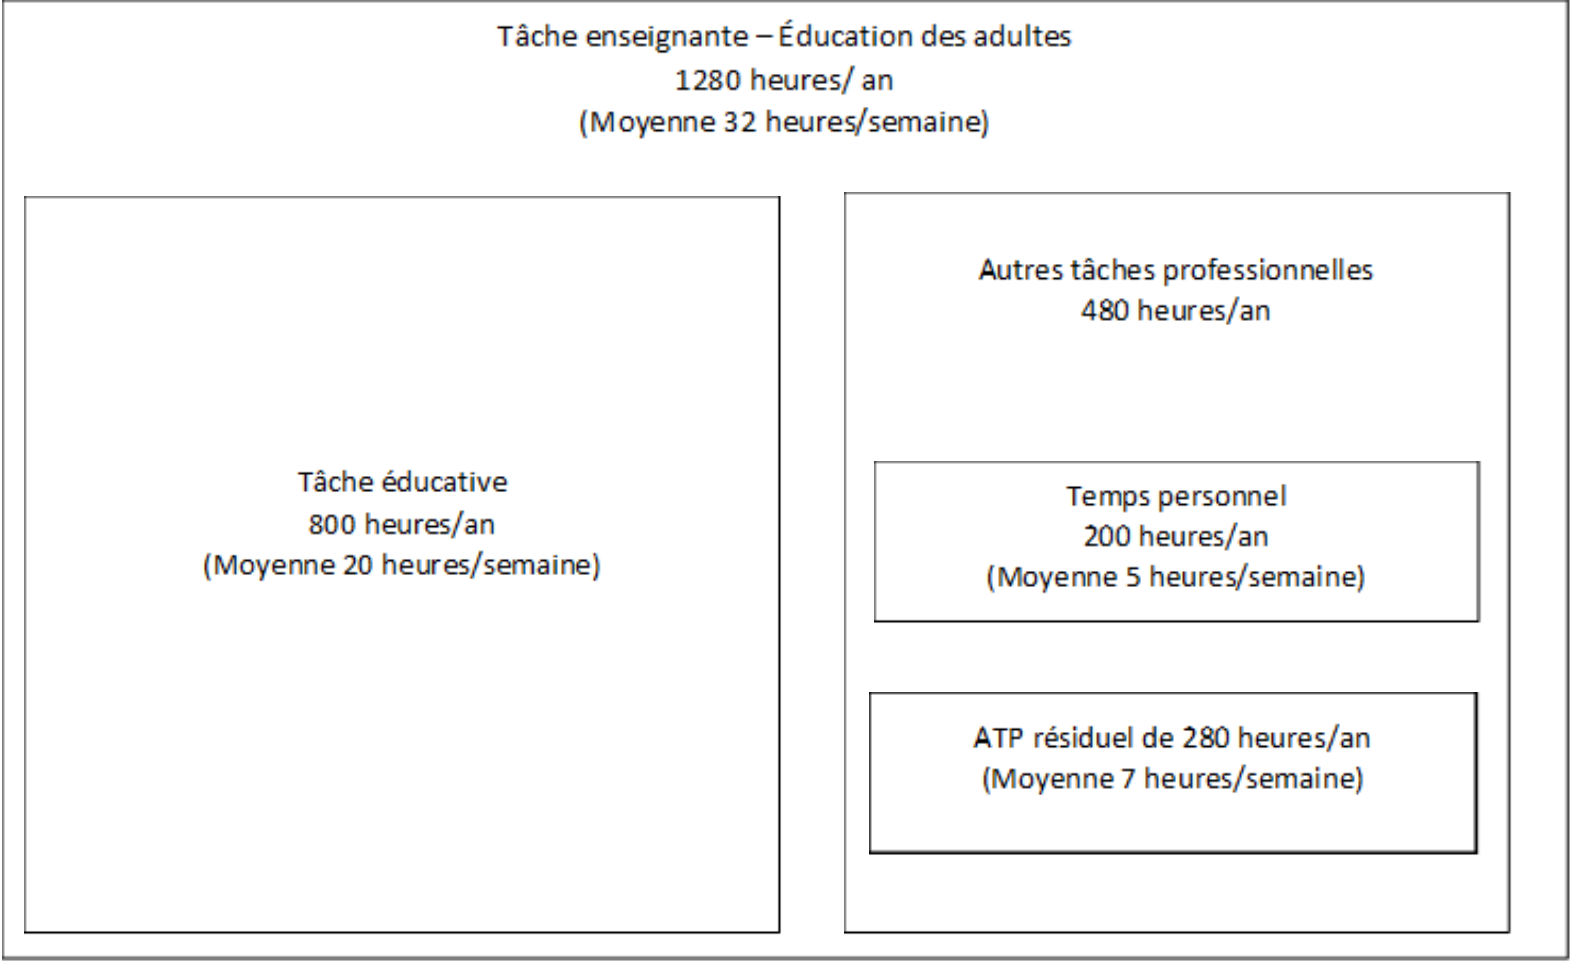 Tâche enseignante – Éducation des adultes
1280 heures/ an
(Moyenne 32 heures/semaine)
Tâche éducative
800 heures/an
(Moyenne 20 heures/semaine)
Autres tâches professionnelles
480 heures/an
Temps personnel
200 heures/an
(Moyenne 5 heures/semaine)
ATP résiduel de 280 heures/an
(Moyenne 7 heures/semaine)